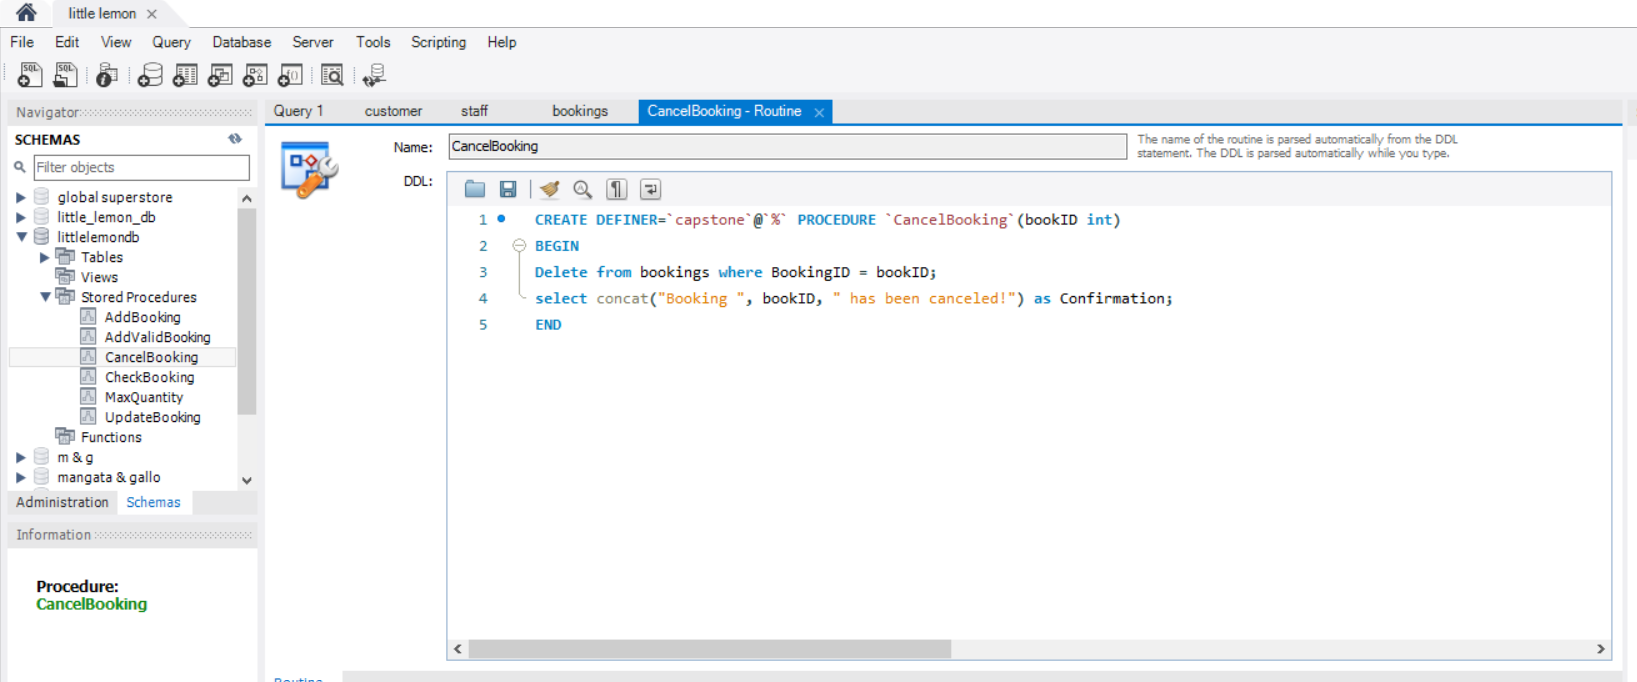 little lemon
File Edit View Query Database Server Tools Scripting Help
SQL SQL
Navigator
SCHEMAS
Filter objects
global superstore
little_lemon_db
littlelemondb
Tables
Views
Stored Procedures
AddBooking
AddValidBooking
CancelBooking
CheckBooking
MaxQuantity
UpdateBooking
Functions
m & g
mangata & gallo
Administration Schemas
Information
Procedure:
CancelBooking
Query 1 customer staff bookings CancelBooking - Routine
Name: CancelBooking
The name of the routine is parsed automatically from the DDL
statement. The DDL is parsed automatically while you type.
DDL:
1 CREATE DEFINER=`capstone`@`%` PROCEDURE `CancelBooking`(bookID int)
2 BEGIN
3 Delete from bookings where BookingID = bookID;
4 select concat("Booking ", bookID, " has been canceled!") as Confirmation;
5 END
Routine